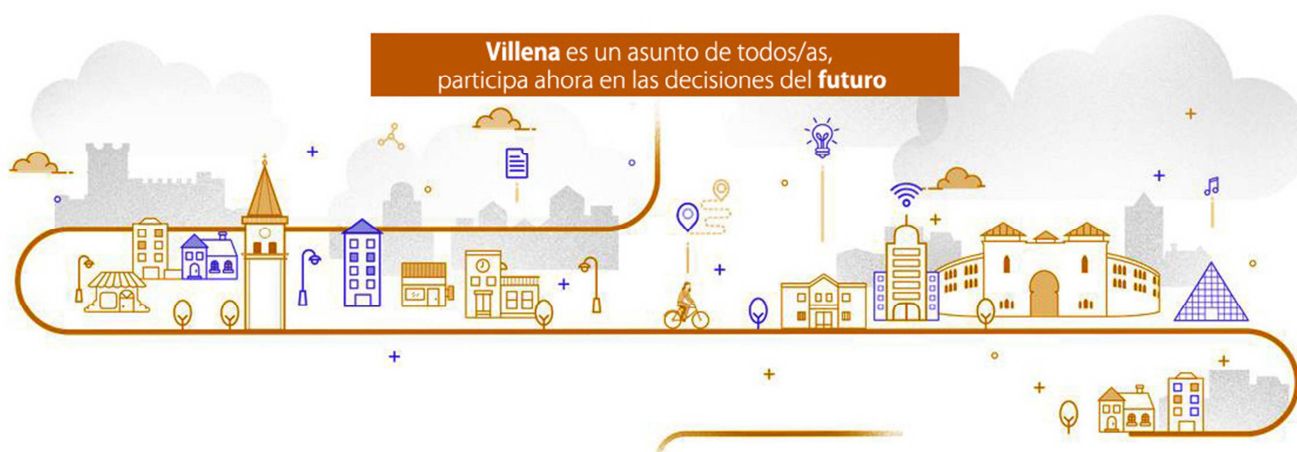 Villena es un asunto de todos/as,
participa ahora en las decisiones del futuro